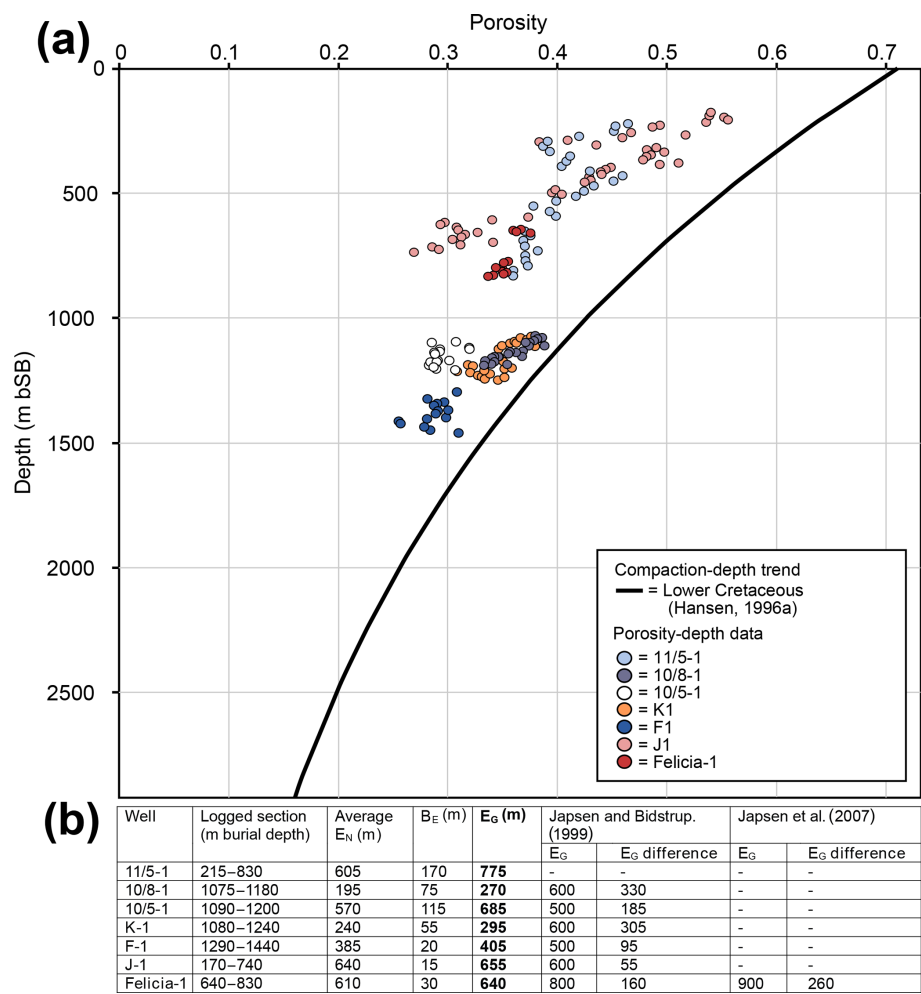 (a)
Porosity
0 0.1 0.2 0.3 0.4 0.5 0.6 0.7
0
500
1000
1500
2000
2500
Depth (m bSB)
Compaction-depth trend
= Lower Cretaceous
(Hansen, 1996a)
Porosity-depth data
= 11/5-1
= 10/8-1
= 10/5-1
= K1
= F1
= J1
= Felicia-1
(b)
Well Logged section (m burial depth) Average EN (m) BE (m) EG (m) Japsen and Bidstrup. (1999) Japsen et al. (2007)
EG EG difference EG EG difference
11/5-1 215–830 605 170 775 - - - -
10/8-1 1075–1180 195 75 270 600 330 - -
10/5-1 1090–1200 570 115 685 500 185 - -
K-1 1080–1240 240 55 295 600 305 - -
F-1 1290–1440 385 20 405 500 95 - -
J-1 170–740 640 15 655 600 55 - -
Felicia-1 640–830 610 30 640 800 160 900 260